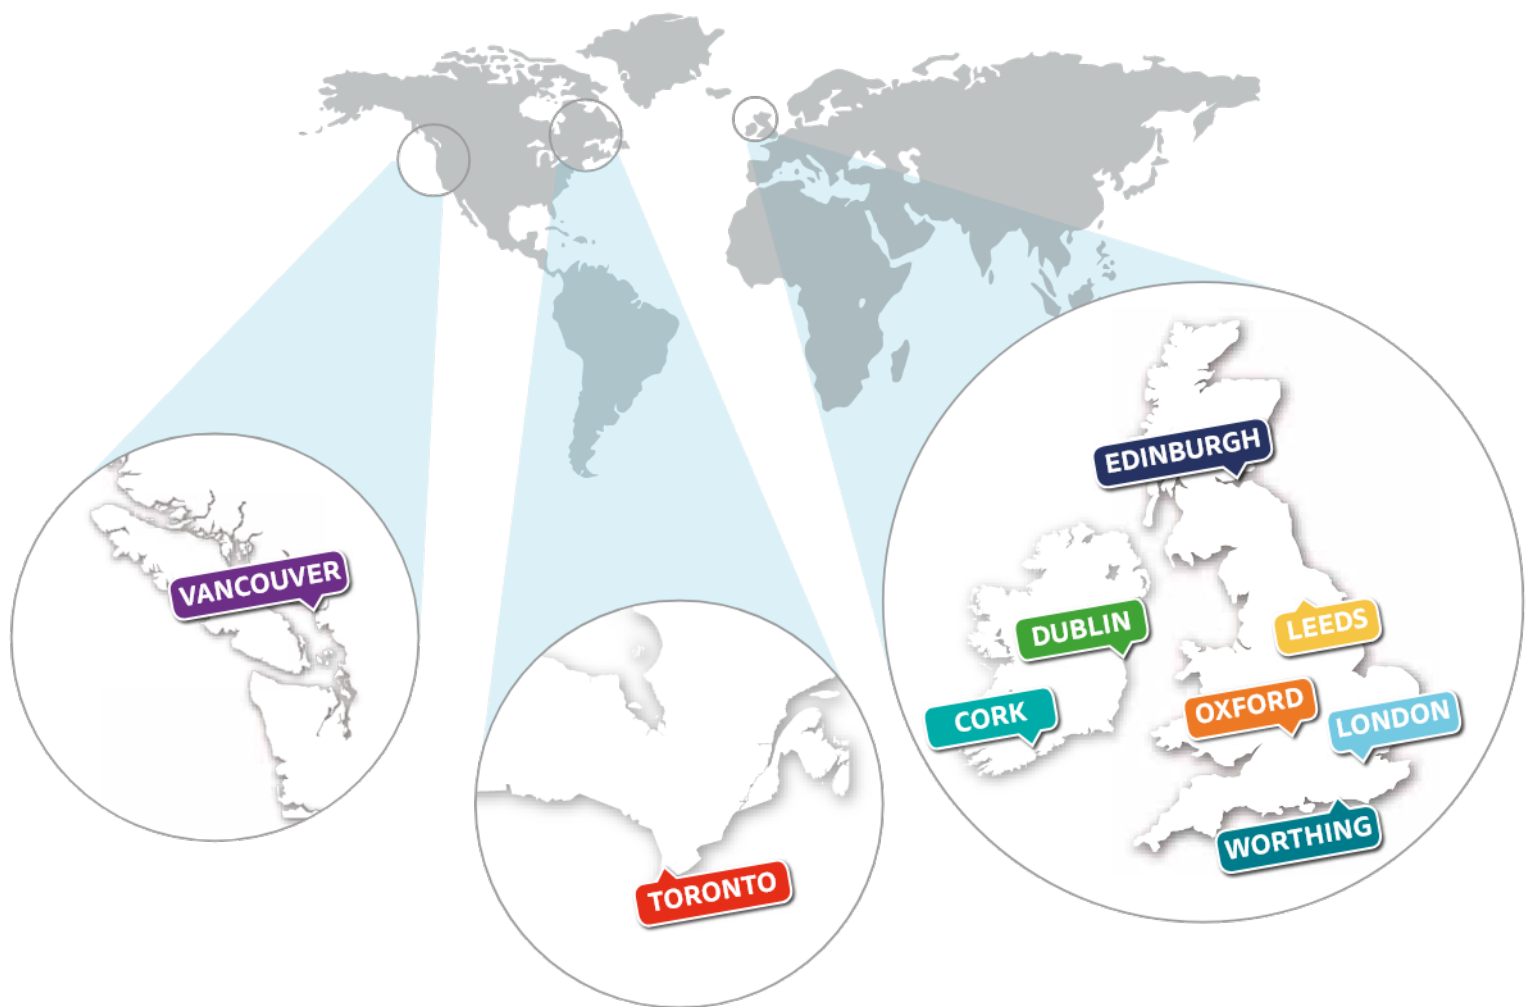 EDINBURGH
VANCOUVER
DUBLIN
LEEDS
CORK
OXFORD
LONDON
WORTHING
TORONTO